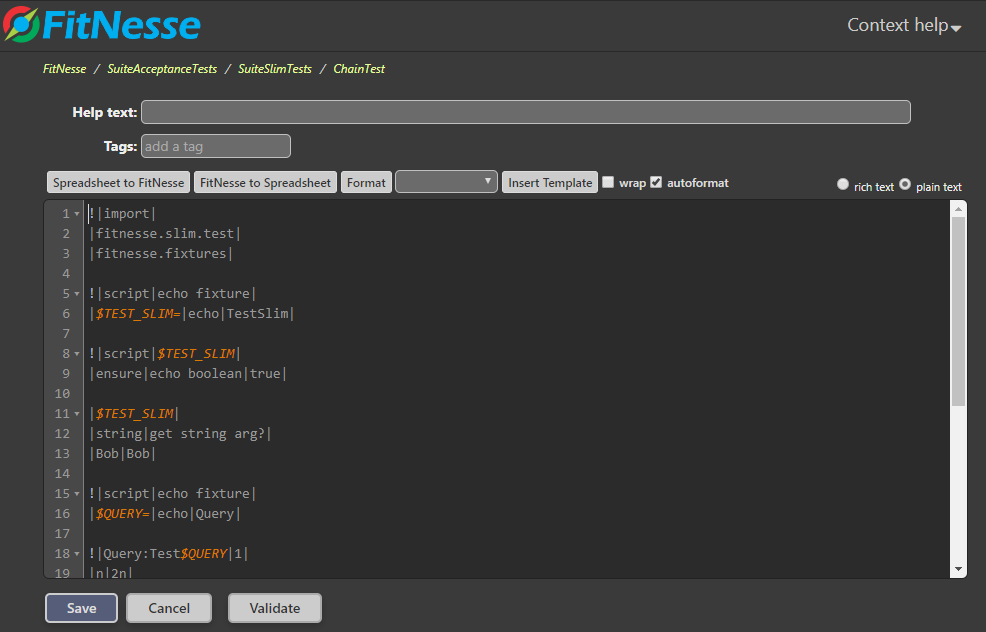 FitNesse
Context help
FitNesse / SuiteAcceptanceTests / SuiteSlimTests / ChainTest
Help text:
Tags: add a tag
Spreadsheet to FitNesse FitNesse to Spreadsheet Format Insert Template wrap autoformat rich text plain text
1 !|import|
2 |fitnesse.slim.test|
3 |fitnesse.fixtures|
4
5 !|script|echo fixture|
6 |$TEST_SLIM=|echo|TestSlim|
7
8 !|script|$TEST_SLIM|
9 |ensure|echo boolean|true|
10
11 |$TEST_SLIM|
12 |string|get string arg?|
13 |Bob|Bob|
14
15 !|script|echo fixture|
16 |$QUERY=|echo|Query|
17
18 !|Query:Test$QUERY|1|
19 |n|2n|
Save Cancel Validate